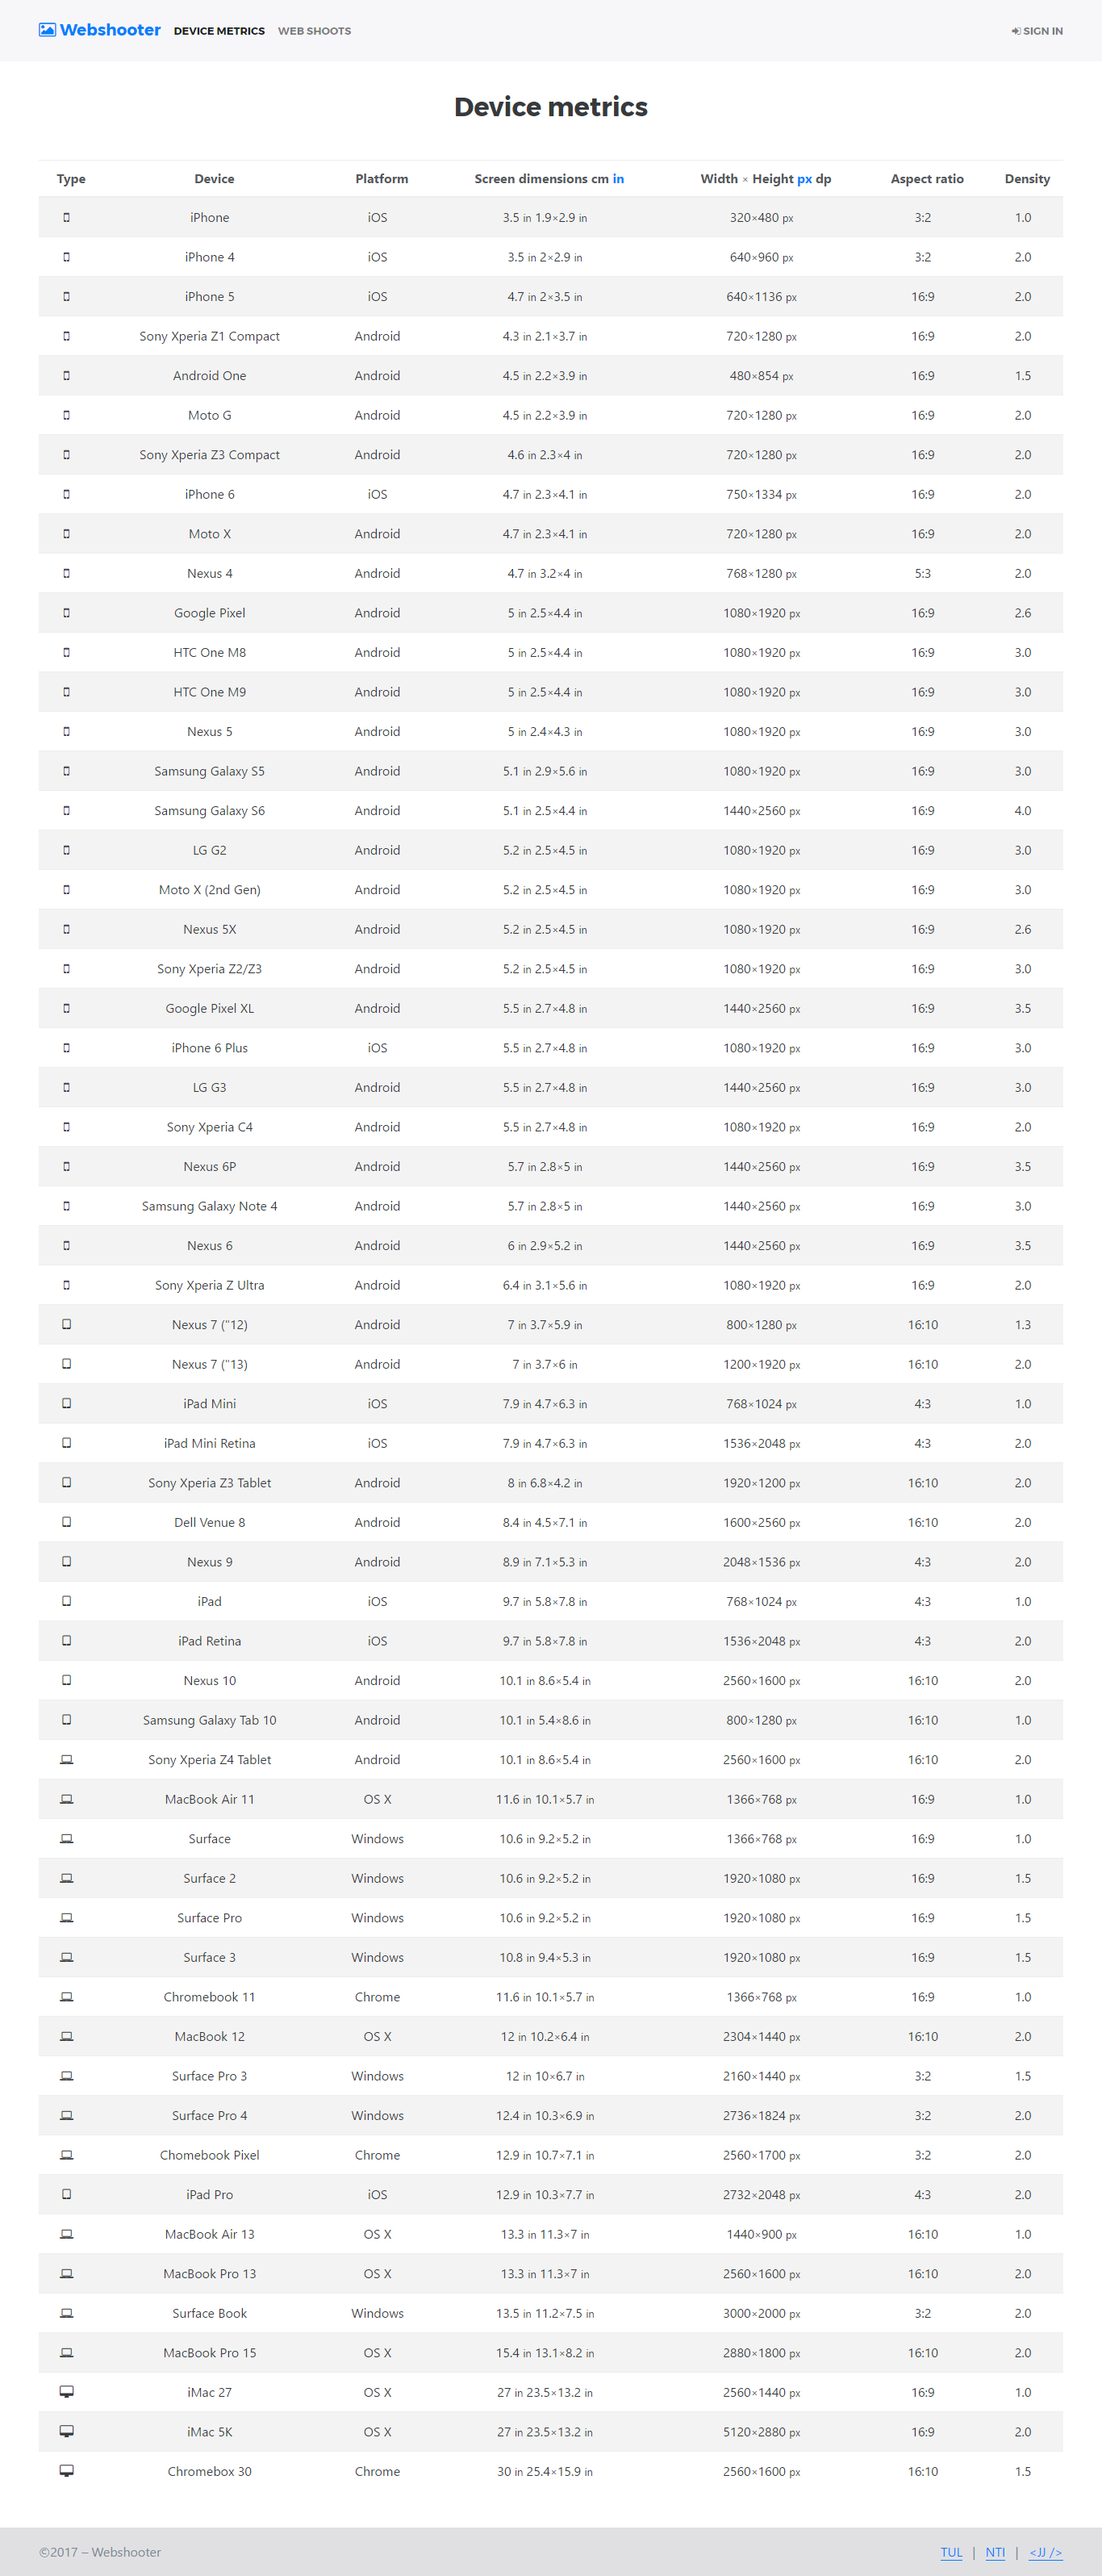 Webshooter DEVICE METRICS WEB SHOOTS SIGN IN
Device metrics
Type Device Platform Screen dimensions cm in Width × Height px dp Aspect ratio Density
iPhone iOS 3.5 in 1.9×2.9 in 320×480 px 3:2 1.0
iPhone 4 iOS 3.5 in 2×2.9 in 640×960 px 3:2 2.0
iPhone 5 iOS 4.7 in 2×3.5 in 640×1136 px 16:9 2.0
Sony Xperia Z1 Compact Android 4.3 in 2.1×3.7 in 720×1280 px 16:9 2.0
Android One Android 4.5 in 2.2×3.9 in 480×854 px 16:9 1.5
Moto G Android 4.5 in 2.2×3.9 in 720×1280 px 16:9 2.0
Sony Xperia Z3 Compact Android 4.6 in 2.3×4 in 720×1280 px 16:9 2.0
iPhone 6 iOS 4.7 in 2.3×4.1 in 750×1334 px 16:9 2.0
Moto X Android 4.7 in 2.3×4.1 in 720×1280 px 16:9 2.0
Nexus 4 Android 4.7 in 3.2×4 in 768×1280 px 5:3 2.0
Google Pixel Android 5 in 2.5×4.4 in 1080×1920 px 16:9 2.6
HTC One M8 Android 5 in 2.5×4.4 in 1080×1920 px 16:9 3.0
HTC One M9 Android 5 in 2.5×4.4 in 1080×1920 px 16:9 3.0
Nexus 5 Android 5 in 2.4×4.3 in 1080×1920 px 16:9 3.0
Samsung Galaxy S5 Android 5.1 in 2.9×5.6 in 1080×1920 px 16:9 3.0
Samsung Galaxy S6 Android 5.1 in 2.5×4.4 in 1440×2560 px 16:9 4.0
LG G2 Android 5.2 in 2.5×4.5 in 1080×1920 px 16:9 3.0
Moto X (2nd Gen) Android 5.2 in 2.5×4.5 in 1080×1920 px 16:9 3.0
Nexus 5X Android 5.2 in 2.5×4.5 in 1080×1920 px 16:9 2.6
Sony Xperia Z2/Z3 Android 5.2 in 2.5×4.5 in 1080×1920 px 16:9 3.0
Google Pixel XL Android 5.5 in 2.7×4.8 in 1440×2560 px 16:9 3.5
iPhone 6 Plus iOS 5.5 in 2.7×4.8 in 1080×1920 px 16:9 3.0
LG G3 Android 5.5 in 2.7×4.8 in 1440×2560 px 16:9 3.0
Sony Xperia C4 Android 5.5 in 2.7×4.8 in 1080×1920 px 16:9 2.0
Nexus 6P Android 5.7 in 2.8×5 in 1440×2560 px 16:9 3.5
Samsung Galaxy Note 4 Android 5.7 in 2.8×5 in 1440×2560 px 16:9 3.0
Nexus 6 Android 6 in 2.9×5.2 in 1440×2560 px 16:9 3.5
Sony Xperia Z Ultra Android 6.4 in 3.1×5.6 in 1080×1920 px 16:9 2.0
Nexus 7 (″12) Android 7 in 3.7×5.9 in 800×1280 px 16:10 1.3
Nexus 7 (″13) Android 7 in 3.7×6 in 1200×1920 px 16:10 2.0
iPad Mini iOS 7.9 in 4.7×6.3 in 768×1024 px 4:3 1.0
iPad Mini Retina iOS 7.9 in 4.7×6.3 in 1536×2048 px 4:3 2.0
Sony Xperia Z3 Tablet Android 8 in 6.8×4.2 in 1920×1200 px 16:10 2.0
Dell Venue 8 Android 8.4 in 4.5×7.1 in 1600×2560 px 16:10 2.0
Nexus 9 Android 8.9 in 7.1×5.3 in 2048×1536 px 4:3 2.0
iPad iOS 9.7 in 5.8×7.8 in 768×1024 px 4:3 1.0
iPad Retina iOS 9.7 in 5.8×7.8 in 1536×2048 px 4:3 2.0
Nexus 10 Android 10.1 in 8.6×5.4 in 2560×1600 px 16:10 2.0
Samsung Galaxy Tab 10 Android 10.1 in 5.4×8.6 in 800×1280 px 16:10 1.0
Sony Xperia Z4 Tablet Android 10.1 in 8.6×5.4 in 2560×1600 px 16:10 2.0
MacBook Air 11 OS X 11.6 in 10.1×5.7 in 1366×768 px 16:9 1.0
Surface Windows 10.6 in 9.2×5.2 in 1366×768 px 16:9 1.0
Surface 2 Windows 10.6 in 9.2×5.2 in 1920×1080 px 16:9 1.5
Surface Pro Windows 10.6 in 9.2×5.2 in 1920×1080 px 16:9 1.5
Surface 3 Windows 10.8 in 9.4×5.3 in 1920×1080 px 16:9 1.5
Chromebook 11 Chrome 11.6 in 10.1×5.7 in 1366×768 px 16:9 1.0
MacBook 12 OS X 12 in 10.2×6.4 in 2304×1440 px 16:10 2.0
Surface Pro 3 Windows 12 in 10×6.7 in 2160×1440 px 3:2 1.5
Surface Pro 4 Windows 12.4 in 10.3×6.9 in 2736×1824 px 3:2 2.0
Chomebook Pixel Chrome 12.9 in 10.7×7.1 in 2560×1700 px 3:2 2.0
iPad Pro iOS 12.9 in 10.3×7.7 in 2732×2048 px 4:3 2.0
MacBook Air 13 OS X 13.3 in 11.3×7 in 1440×900 px 16:10 1.0
MacBook Pro 13 OS X 13.3 in 11.3×7 in 2560×1600 px 16:10 2.0
Surface Book Windows 13.5 in 11.2×7.5 in 3000×2000 px 3:2 2.0
MacBook Pro 15 OS X 15.4 in 13.1×8.2 in 2880×1800 px 16:10 2.0
iMac 27 OS X 27 in 23.5×13.2 in 2560×1440 px 16:9 1.0
iMac 5K OS X 27 in 23.5×13.2 in 5120×2880 px 16:9 2.0
Chromebox 30 Chrome 30 in 25.4×15.9 in 2560×1600 px 16:10 1.5
©2017 – Webshooter TUL | NTI | <JJ />